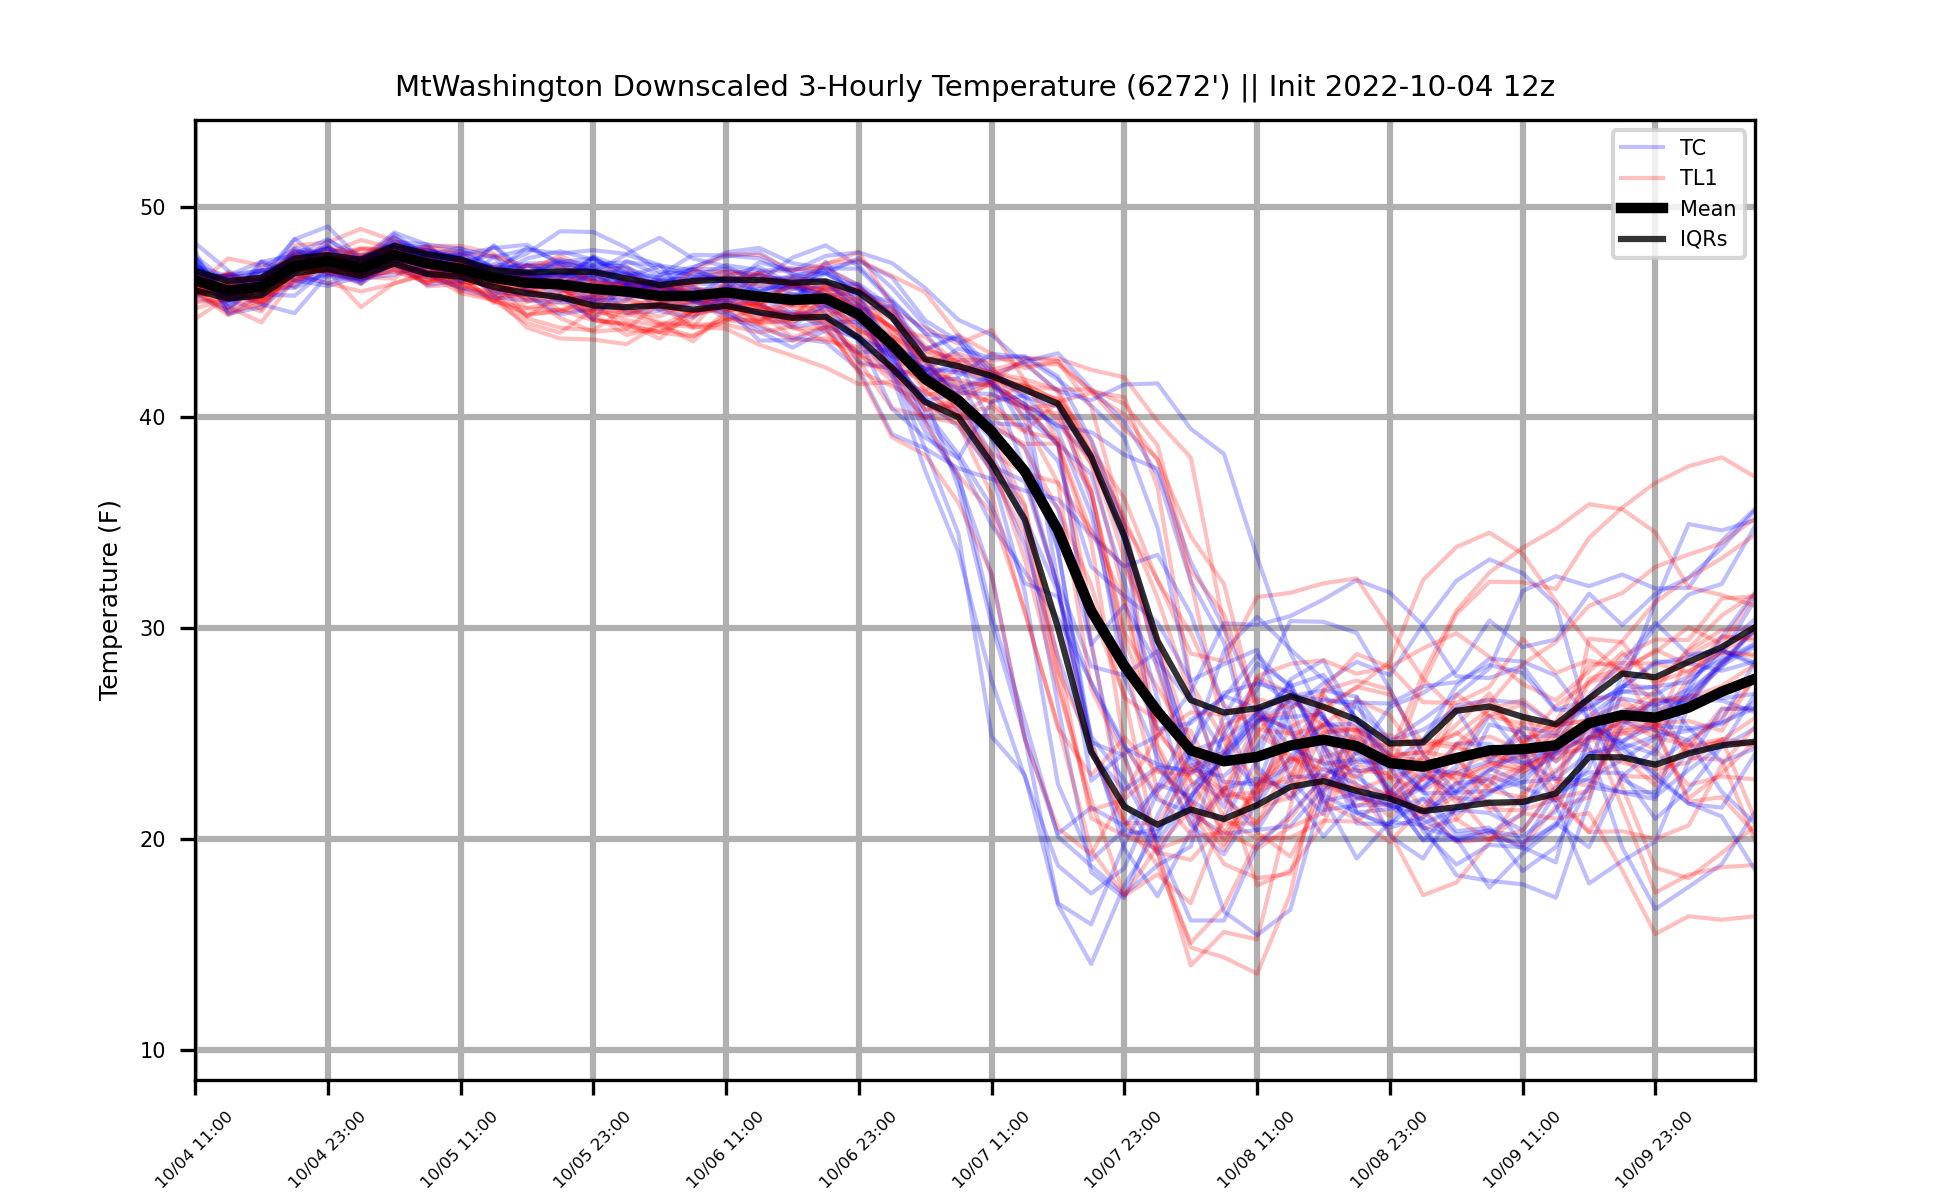 MtWashington Downscaled 3-Hourly Temperature (6272') || Init 2022-10-04 12z
TC
TL1
Mean
IQRs
Temperature (F)
50
40
30
20
10
10/04 11:00
10/04 23:00
10/05 11:00
10/05 23:00
10/06 11:00
10/06 23:00
10/07 11:00
10/07 23:00
10/08 11:00
10/08 23:00
10/09 11:00
10/09 23:00